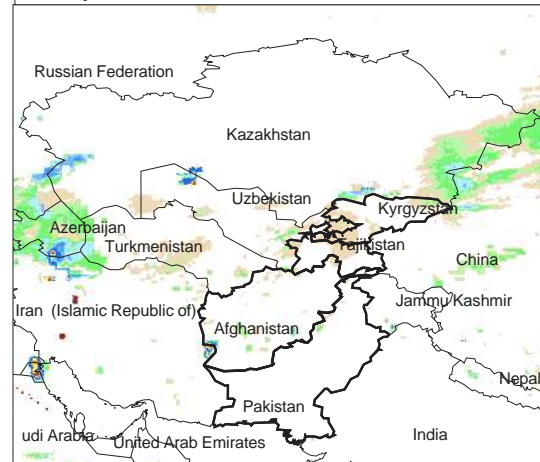 Russian Federation
Kazakhstan
Uzbekistan
Kyrgyzstan
Azerbaijan
Turkmenistan
Tajikistan
China
Jammu Kashmir
Iran (Islamic Republic of)
Afghanistan
Nepal
Pakistan
India
udi Arabia
United Arab Emirates